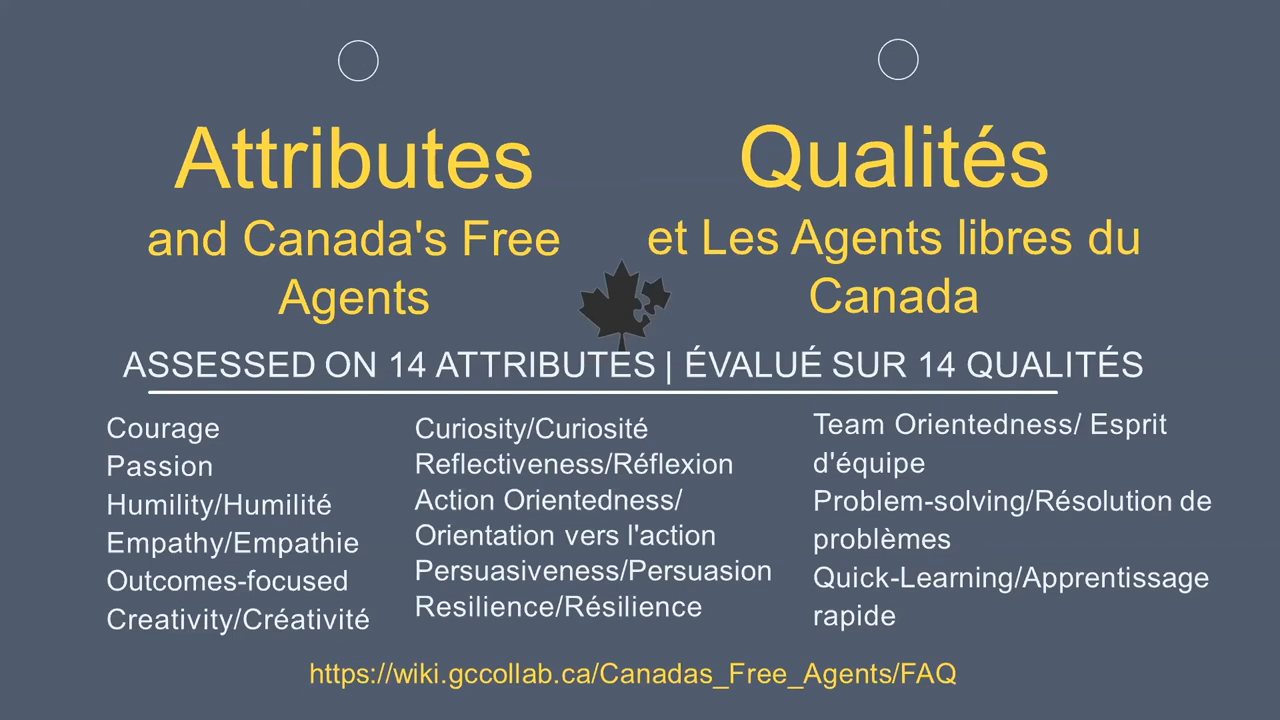 Attributes
and Canada's Free
Agents
Qualités
et Les Agents libres du
Canada
ASSESSED ON 14 ATTRIBUTES | ÉVALUÉ SUR 14 QUALITÉS
Courage
Passion
Humility/Humilité
Empathy/Empathie
Outcomes-focused
Creativity/Créativité
Curiosity/Curiosité
Reflectiveness/Réflexion
Action Orientedness/
Orientation vers l'action
Persuasiveness/Persuasion
Resilience/Résilience
Team Orientedness/ Esprit
d'équipe
Problem-solving/Résolution de
problèmes
Quick-Learning/Apprentissage
rapide
https://wiki.gccollab.ca/Canadas_Free_Agents/FAQ